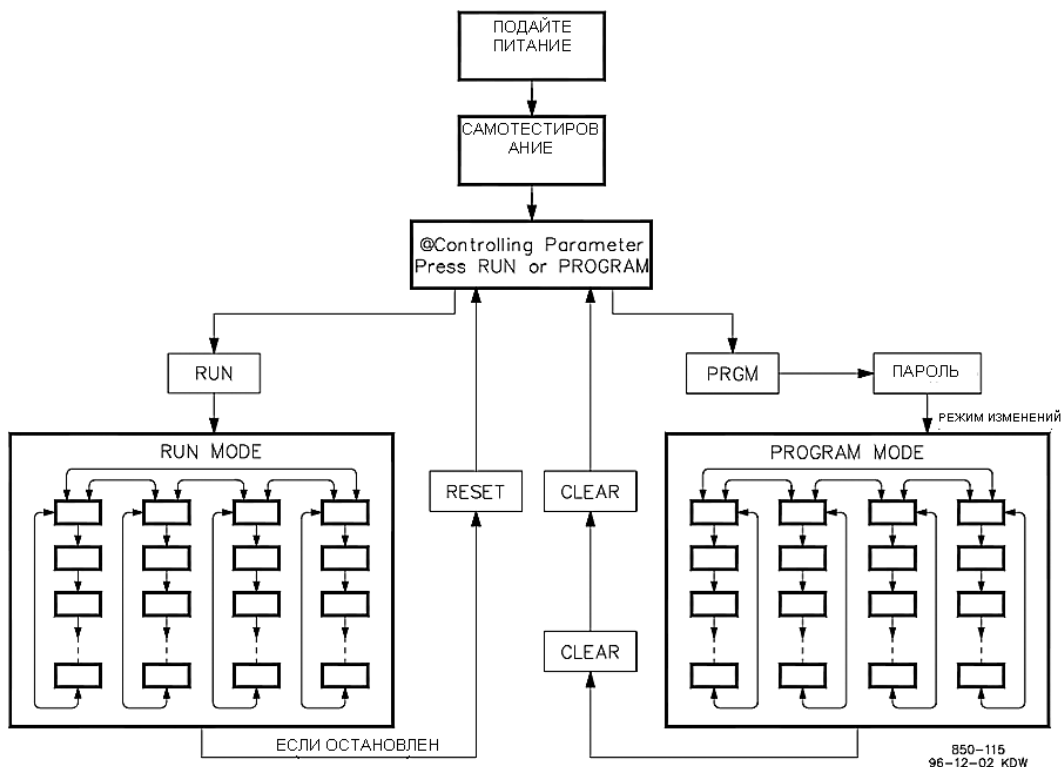 ПОДАЙТЕ
ПИТАНИЕ
САМОТЕСТИРОВ
АНИЕ
@Controlling Parameter
Press RUN or PROGRAM
RUN
PRGM
ПАРОЛЬ
РЕЖИМ ИЗМЕНЕНИЙ
RUN MODE
PROGRAM MODE
RESET
CLEAR
CLEAR
ЕСЛИ ОСТАНОВЛЕН
850-115
96-12-02 KDW